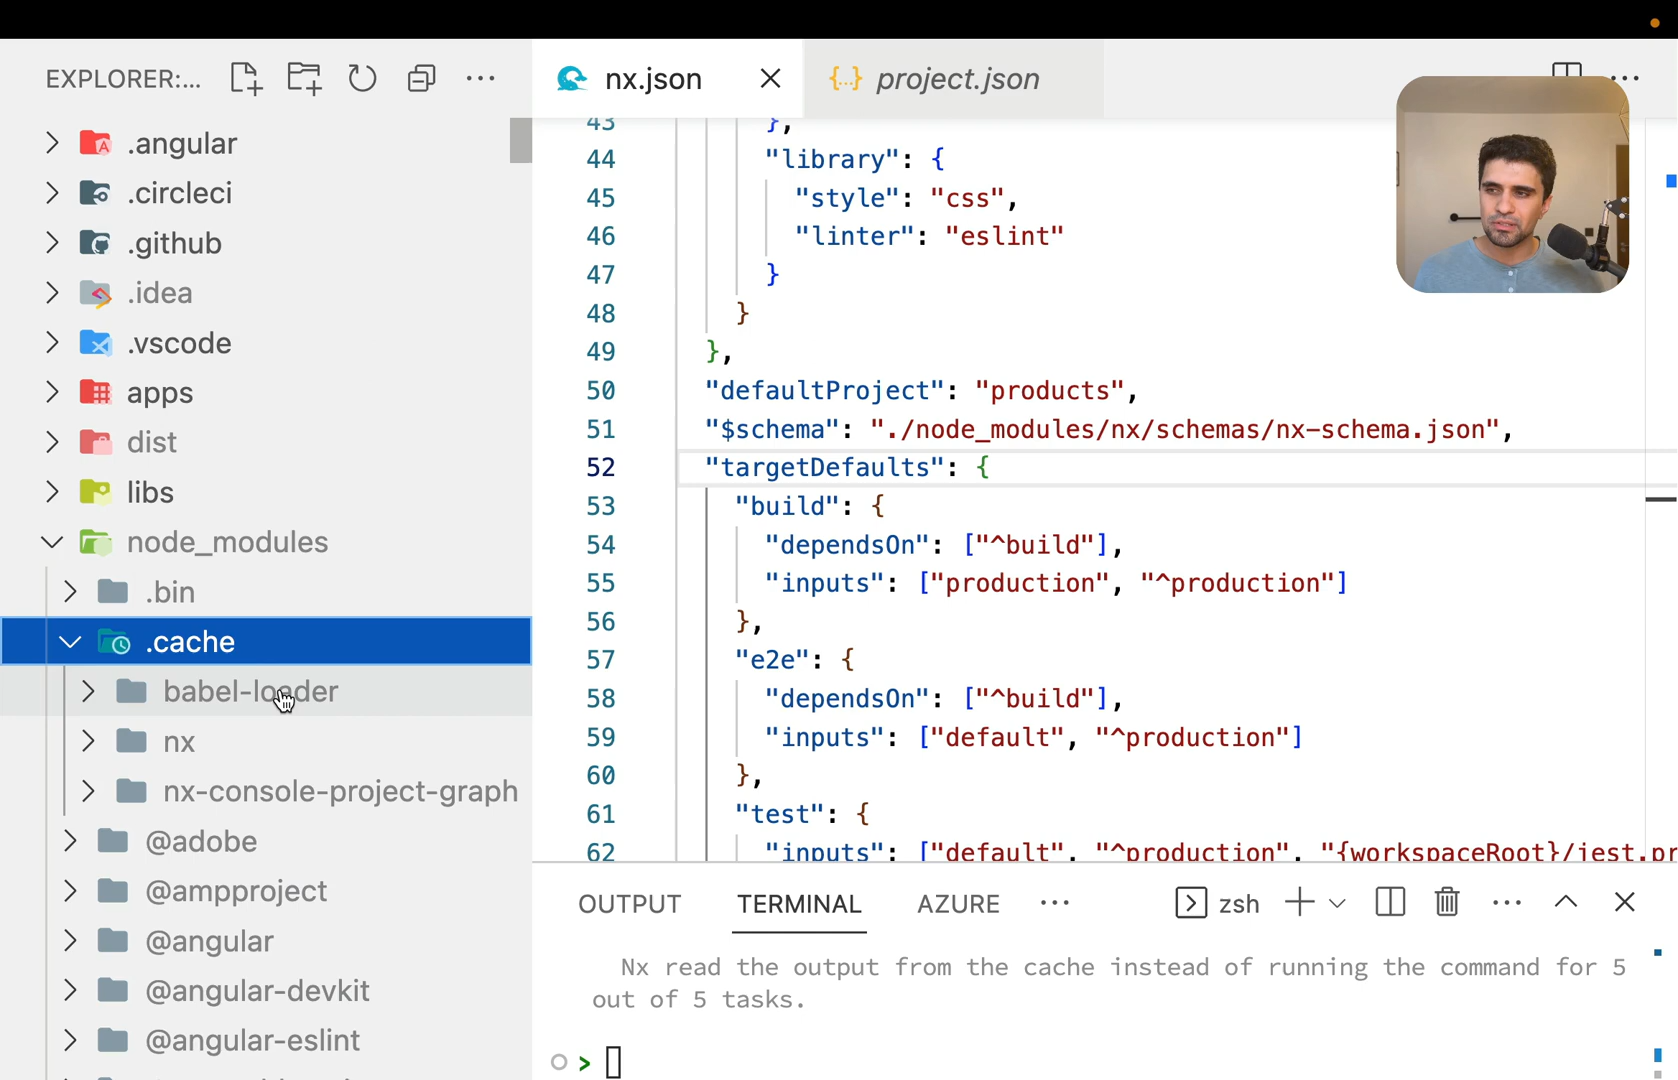 EXPLORER:...
.angular
.circleci
.github
.idea
.vscode
apps
dist
libs
node_modules
.bin
.cache
babel-loader
nx
nx-console-project-graph
@adobe
@ampproject
@angular
@angular-devkit
@angular-eslint
nx.json
{..} project.json
43 },
44 "library": {
45 "style": "css",
46 "linter": "eslint"
47 }
48 }
49 },
50 "defaultProject": "products",
51 "$schema": "./node_modules/nx/schemas/nx-schema.json",
52 "targetDefaults": {
53 "build": {
54 "dependsOn": ["^build"],
55 "inputs": ["production", "^production"]
56 },
57 "e2e": {
58 "dependsOn": ["^build"],
59 "inputs": ["default", "^production"]
60 },
61 "test": {
62 "inputs": ["default", "^production", "{workspaceRoot}/jest.pr
OUTPUT TERMINAL AZURE ... zsh
Nx read the output from the cache instead of running the command for 5
out of 5 tasks.
>